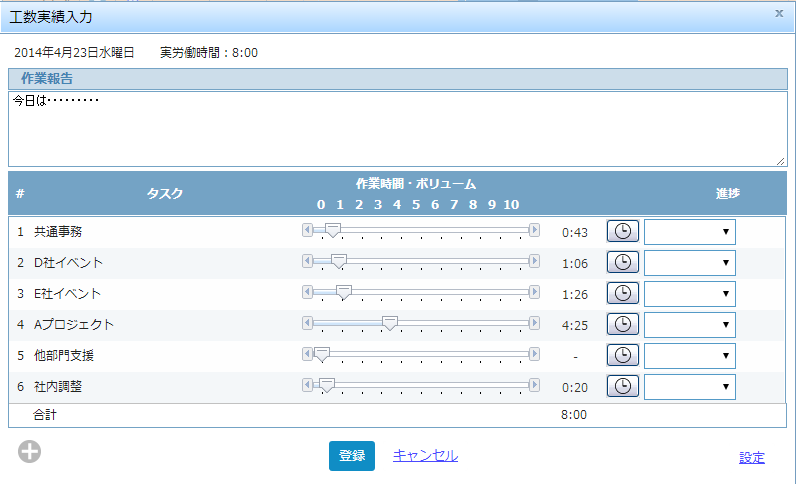 工数実績入力 x
2014年4月23日水曜日 実労働時間：8:00
作業報告
今日は・・・・・・・・・
# タスク 作業時間・ボリューム 進捗
0 1 2 3 4 5 6 7 8 9 10
1 共通事務 0:43
2 D社イベント 1:06
3 E社イベント 1:26
4 Aプロジェクト 4:25
5 他部門支援 -
6 社内調整 0:20
合計 8:00
登録 キャンセル 設定